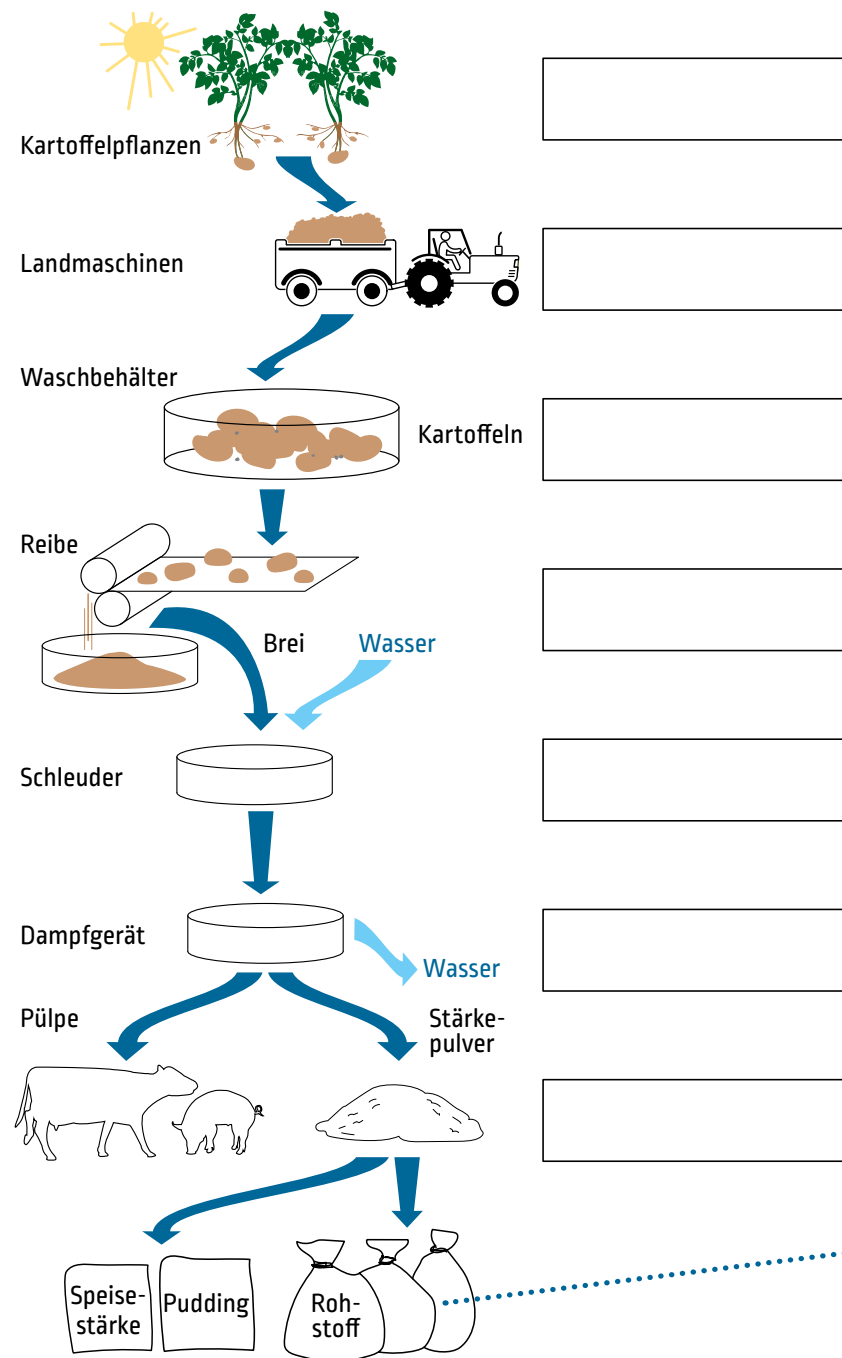 Kartoffelpflanzen
Landmaschinen
Waschbehälter
Kartoffeln
Reibe
Brei
Wasser
Schleuder
Dampfgerät
Wasser
Pülpe
Stärke-
pulver
Speise-
stärke
Pudding
Roh-
stoff